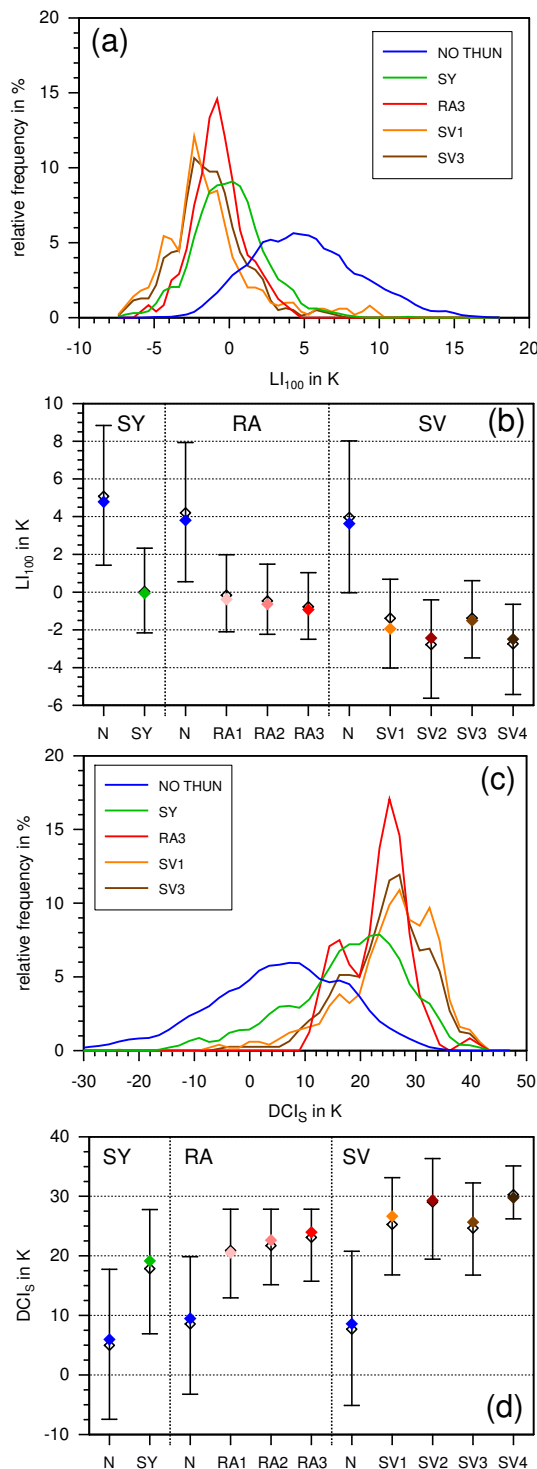 (a)
20
15
10
5
0
relative frequency in %
NO THUN
SY
RA3
SV1
SV3
-10 -5 0 5 10 15 20
LI100 in K
(b)
SY RA SV
10
8
6
4
2
0
-2
-4
-6
LI100 in K
N SY N RA1 RA2 RA3 N SV1 SV2 SV3 SV4
(c)
20
15
10
5
0
relative frequency in %
NO THUN
SY
RA3
SV1
SV3
-30 -20 -10 0 10 20 30 40 50
DCIS in K
SY RA SV
40
30
20
10
0
-10
DCIS in K
(d)
N SY N RA1 RA2 RA3 N SV1 SV2 SV3 SV4